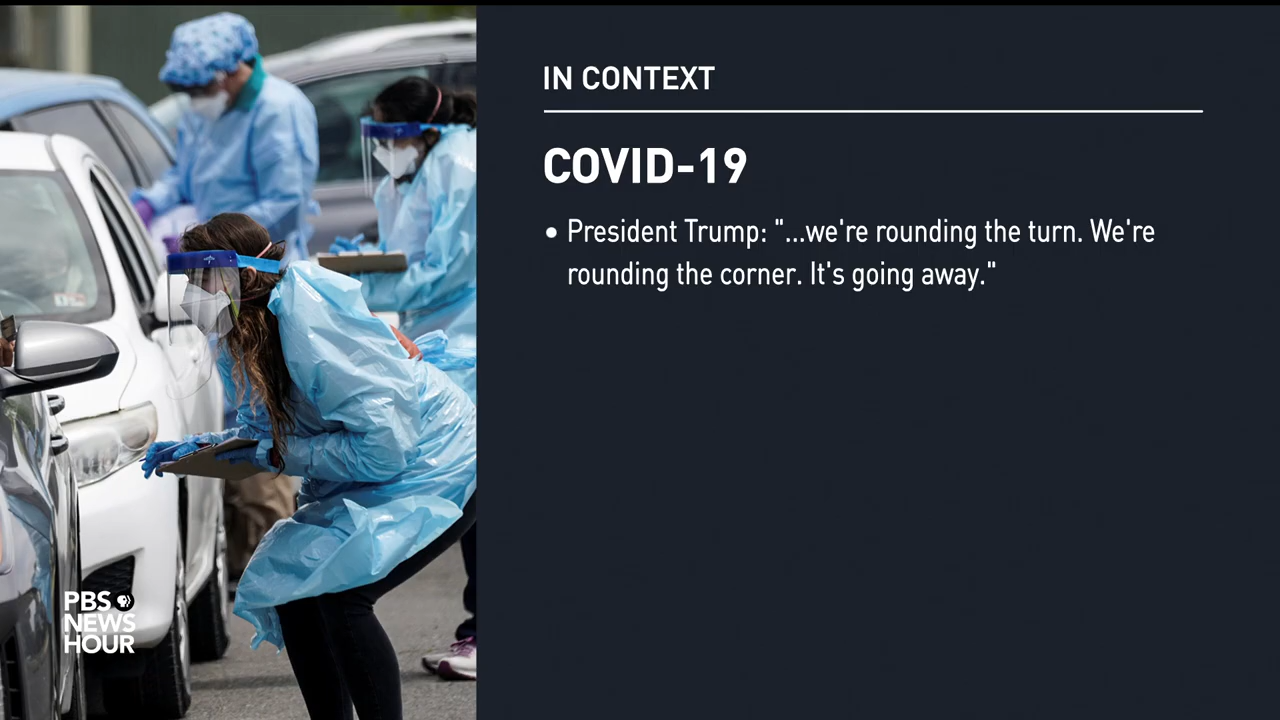 IN CONTEXT
COVID-19
• President Trump: "...we're rounding the turn. We're
rounding the corner. It's going away."
PBS
NEWS
HOUR